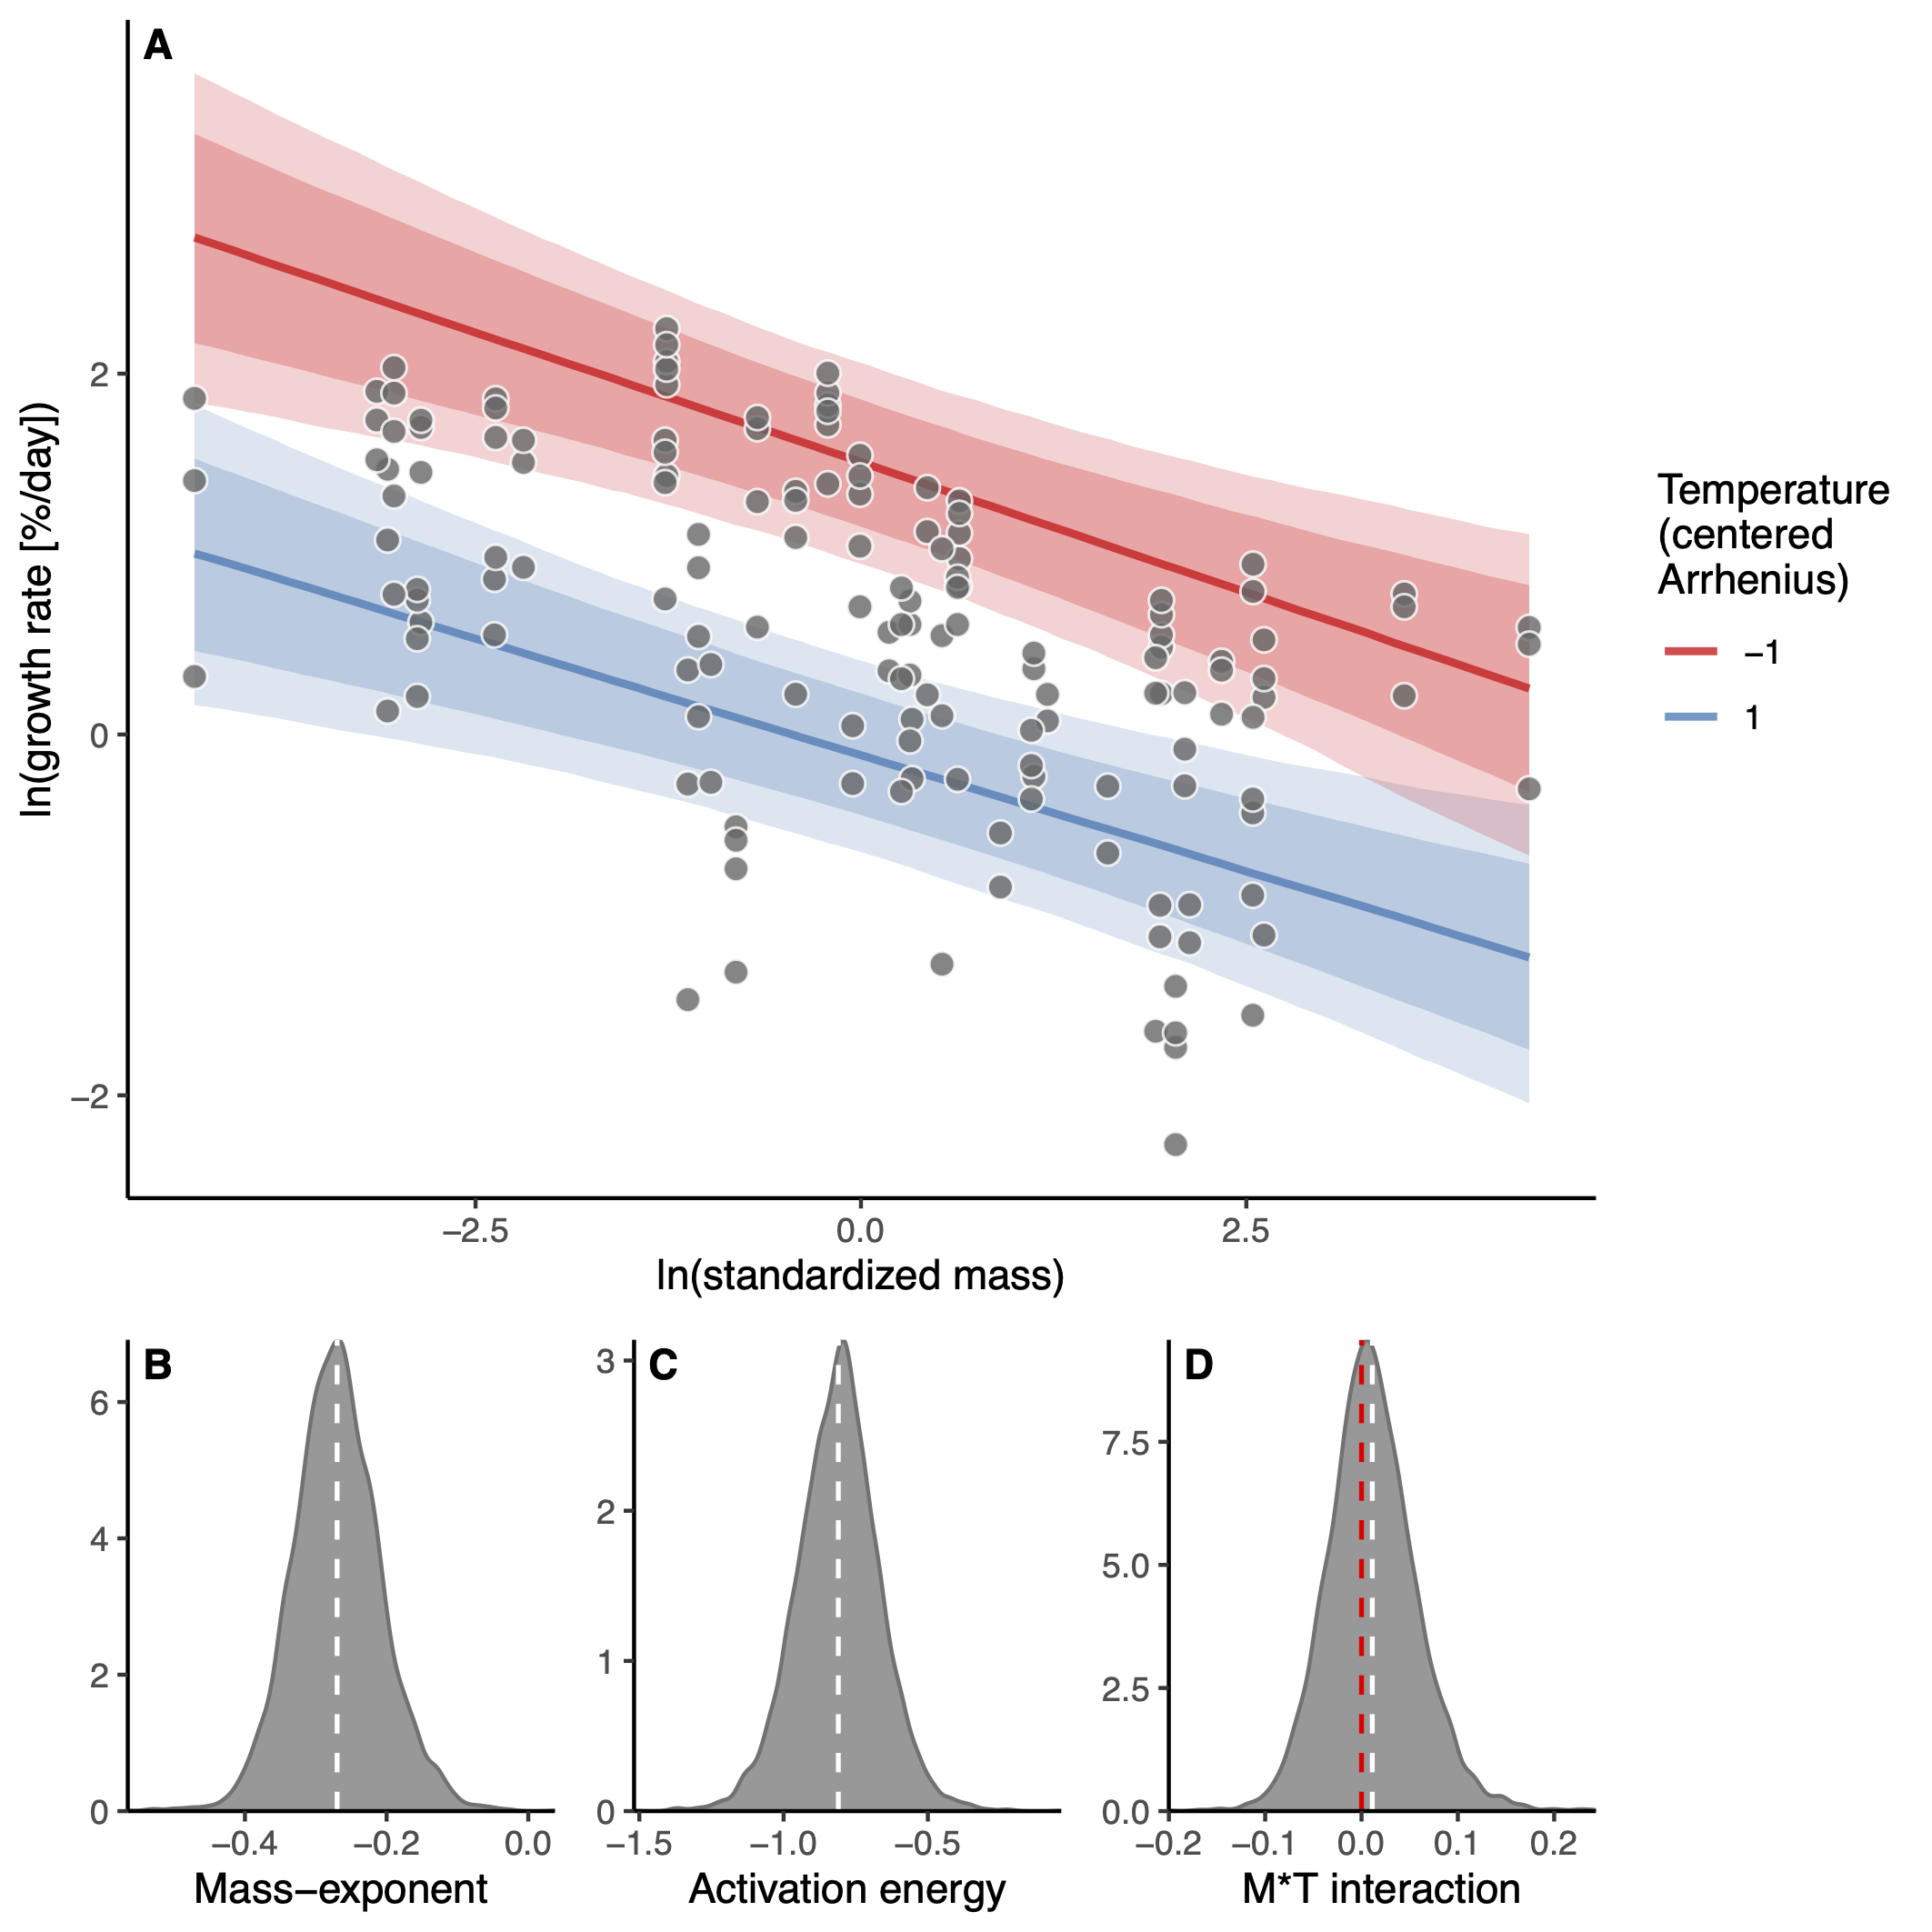 A
ln(growth rate [%/day])
2
0
−2
−2.5
0.0
2.5
ln(standardized mass)
Temperature
(centered
Arrhenius)
−1
1
B
6
4
2
0
−0.4
−0.2
0.0
Mass−exponent
C
3
2
1
0
−1.5
−1.0
−0.5
Activation energy
D
7.5
5.0
2.5
0.0
−0.2
−0.1
0.0
0.1
0.2
M*T interaction